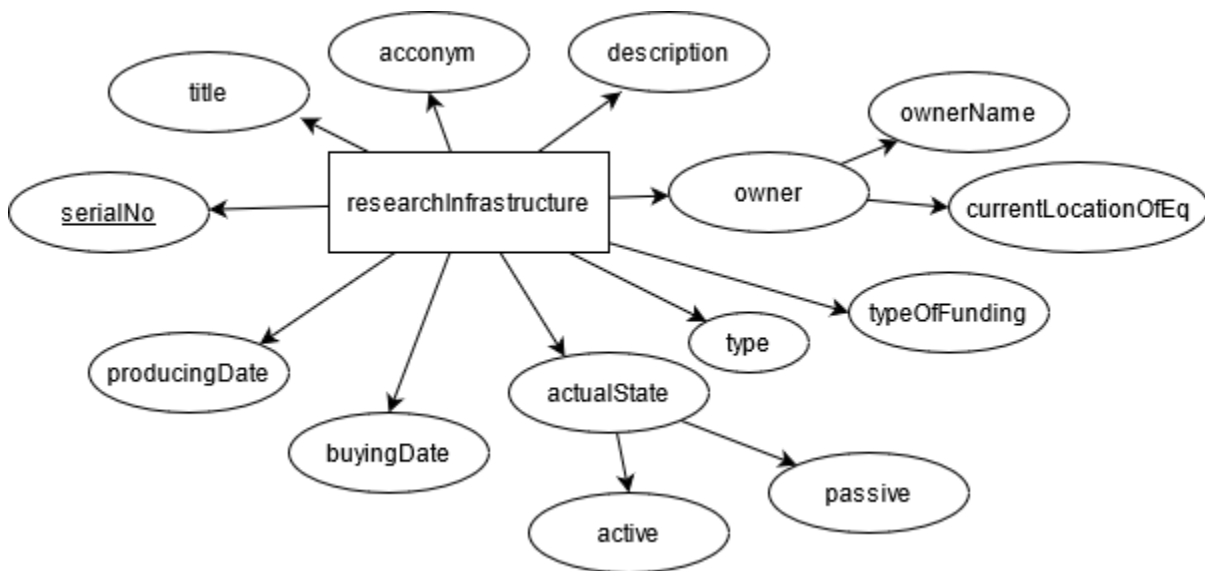 acconym
description
title
ownerName
researchInfrastructure
owner
serialNo
currentLocationOfEq
typeOfFunding
type
producingDate
actualState
buyingDate
passive
active